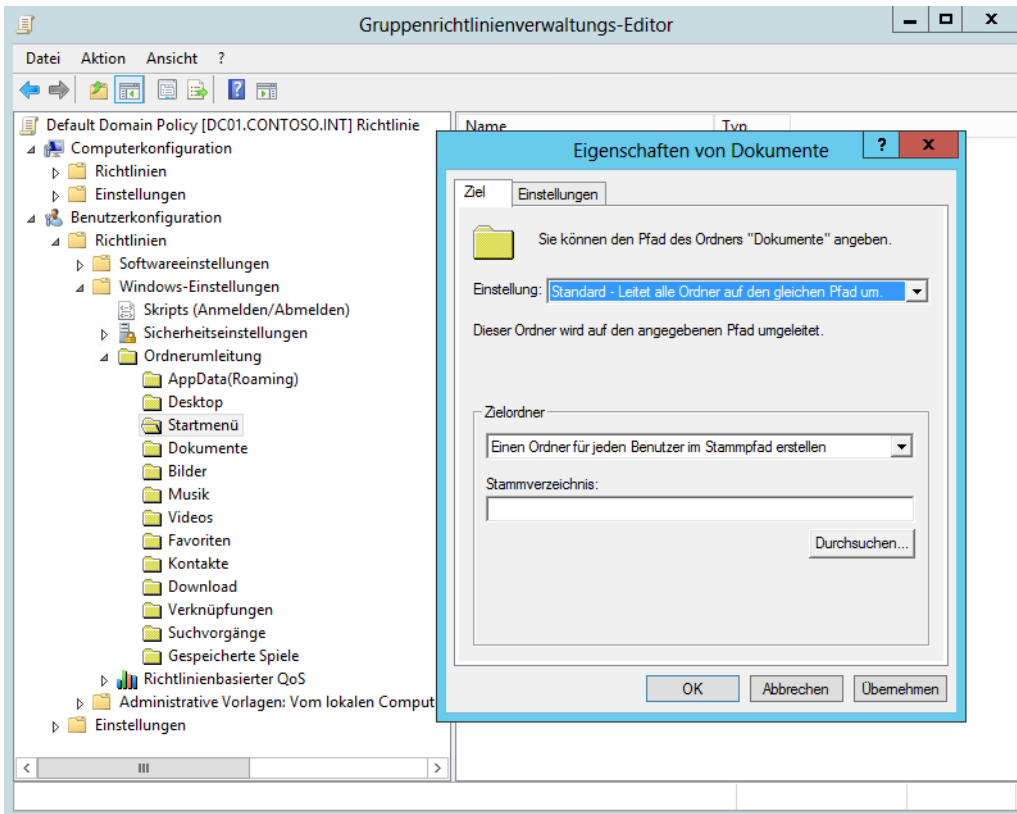 Gruppenrichtlinienverwaltungs-Editor
Datei Aktion Ansicht ?
Default Domain Policy [DC01.CONTOSO.INT] Richtlinie
Computerkonfiguration
Richtlinien
Einstellungen
Benutzerkonfiguration
Richtlinien
Softwareeinstellungen
Windows-Einstellungen
Skripts (Anmelden/Abmelden)
Sicherheitseinstellungen
Ordnerumleitung
AppData(Roaming)
Desktop
Startmenü
Dokumente
Bilder
Musik
Videos
Favoriten
Kontakte
Download
Verknüpfungen
Suchvorgänge
Gespeicherte Spiele
Richtlinienbasierter QoS
Administrative Vorlagen: Vom lokalen Comput
Einstellungen
Name Typ
Eigenschaften von Dokumente
? x
Ziel Einstellungen
Sie können den Pfad des Ordners "Dokumente" angeben.
Einstellung: Standard - Leitet alle Ordner auf den gleichen Pfad um.
Dieser Ordner wird auf den angegebenen Pfad umgeleitet.
Zielordner
Einen Ordner für jeden Benutzer im Stammpfad erstellen
Stammverzeichnis:
Durchsuchen...
OK Abbrechen Übernehmen